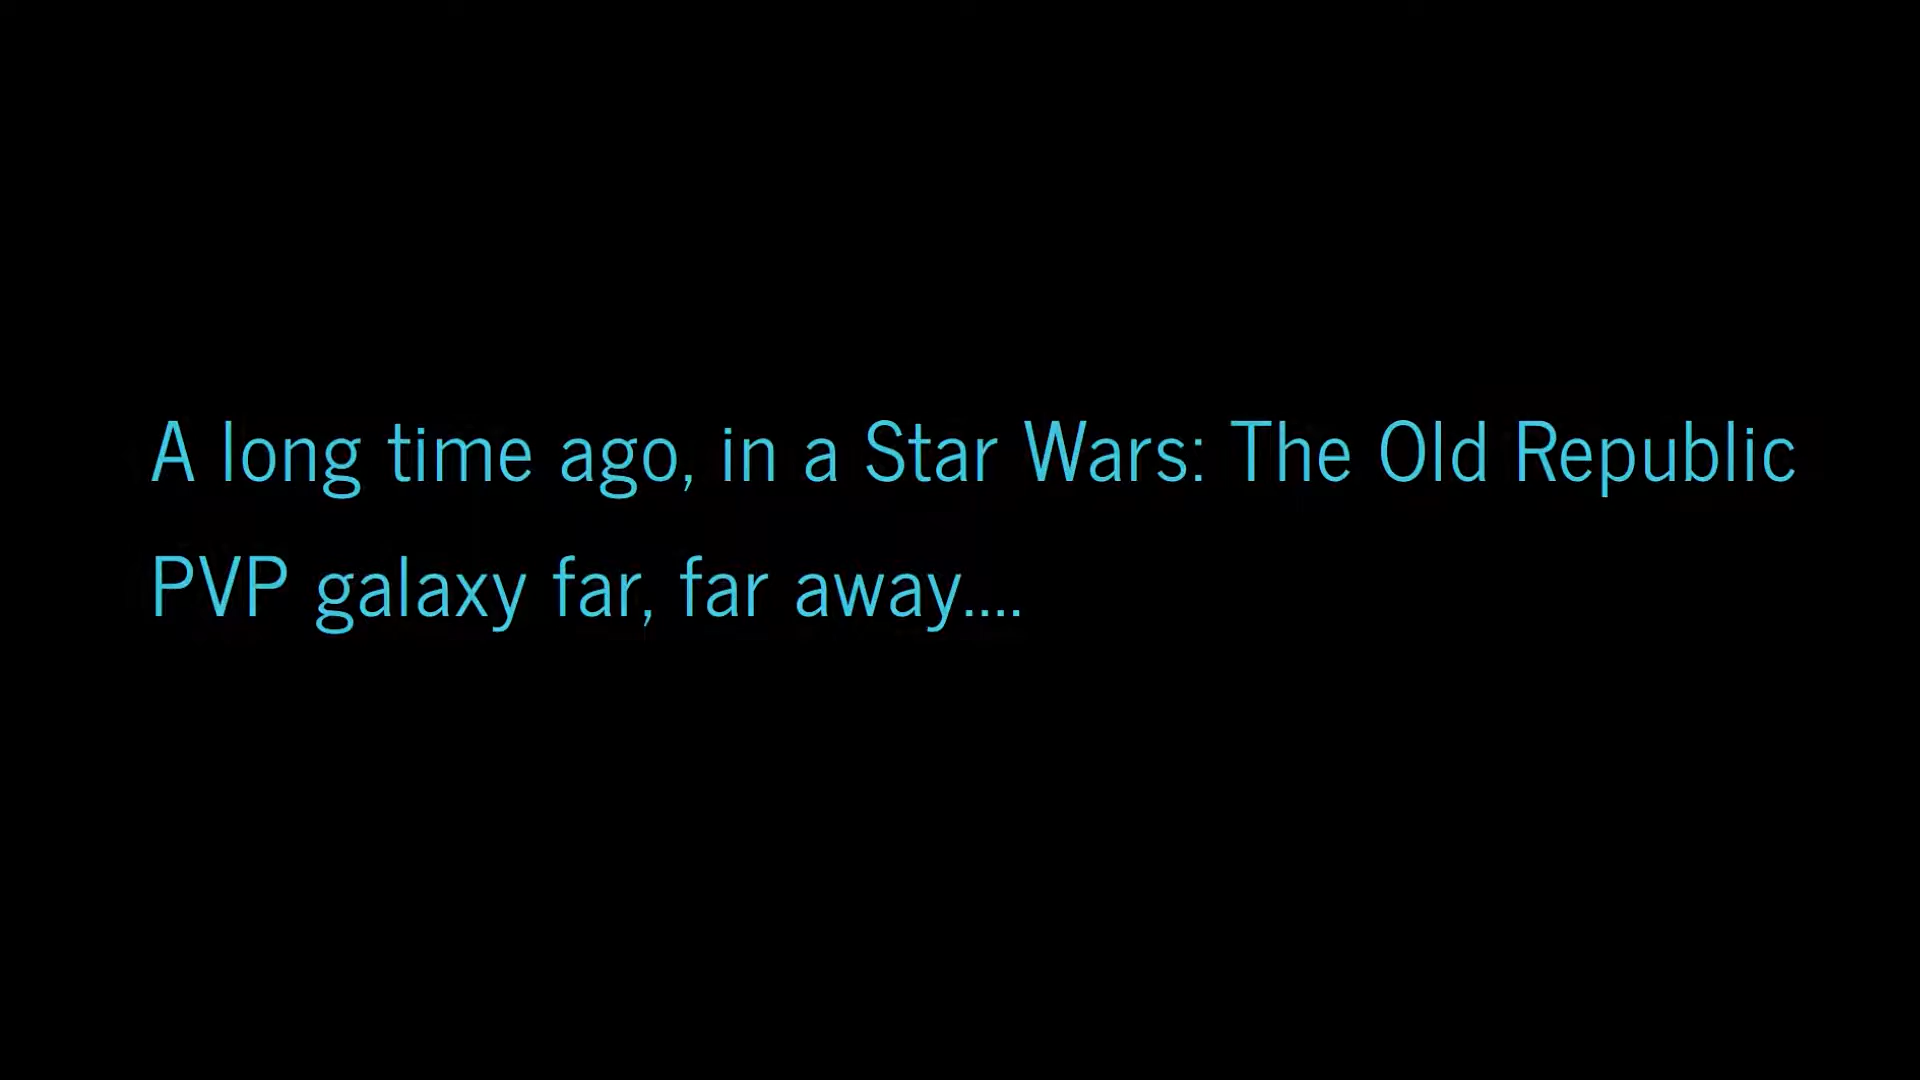 A long time ago, in a Star Wars: The Old Republic
PVP galaxy far, far away....